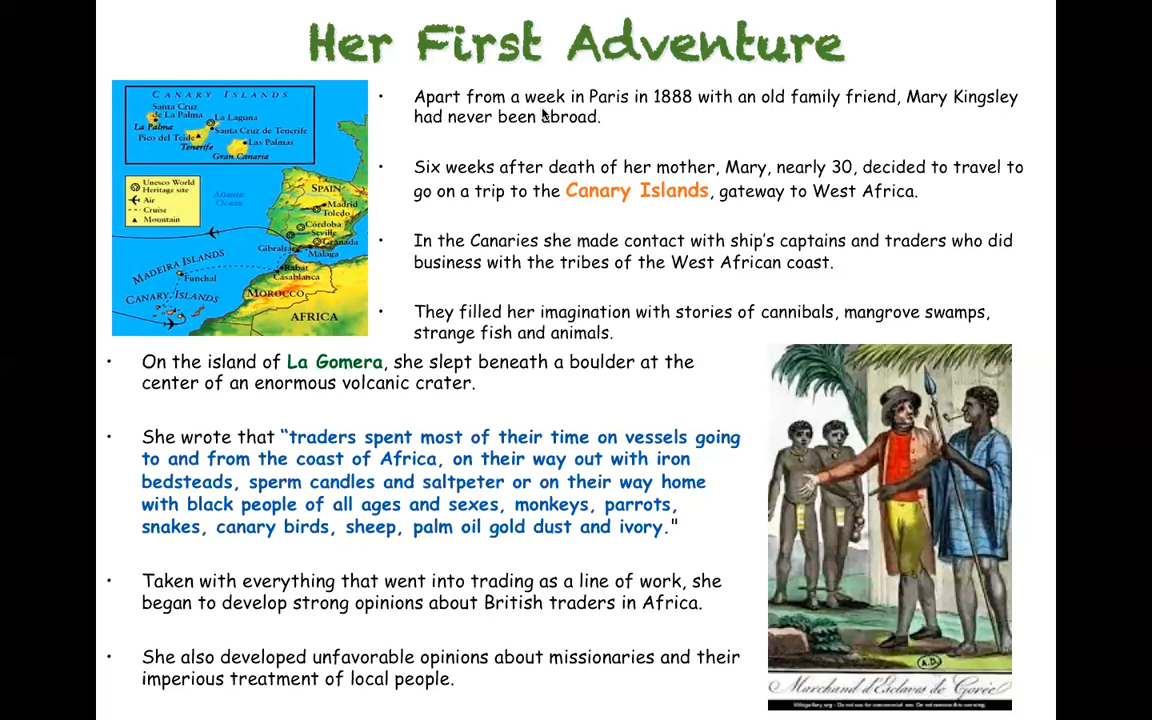 Her First Adventure
CANARY ISLANDS
Santa Cruz
de La Palma
La Palma
La Laguna
Santa Cruz de Tenerife
Pico del Teide
Las Palmas
Tenerife
Gran Canaria
Unesco World
Heritage site
Air
Cruise
Mountain
Atlantic
Ocean
SPAIN
Madrid
Toledo
Córdoba
Seville
Granada
Gibraltar
Málaga
MADEIRA ISLANDS
Funchal
Rabat
Casablanca
CANARY ISLANDS
MOROCCO
AFRICA
• Apart from a week in Paris in 1888 with an old family friend, Mary Kingsley
had never been abroad.
• Six weeks after death of her mother, Mary, nearly 30, decided to travel to
go on a trip to the Canary Islands, gateway to West Africa.
• In the Canaries she made contact with ship's captains and traders who did
business with the tribes of the West African coast.
• They filled her imagination with stories of cannibals, mangrove swamps,
strange fish and animals.
• On the island of La Gomera, she slept beneath a boulder at the
center of an enormous volcanic crater.
• She wrote that “traders spent most of their time on vessels going
to and from the coast of Africa, on their way out with iron
bedsteads, sperm candles and saltpeter or on their way home
with black people of all ages and sexes, monkeys, parrots,
snakes, canary birds, sheep, palm oil gold dust and ivory."
• Taken with everything that went into trading as a line of work, she
began to develop strong opinions about British traders in Africa.
• She also developed unfavorable opinions about missionaries and their
imperious treatment of local people.
A.D.
Marchand d'Esclaves de Gorée